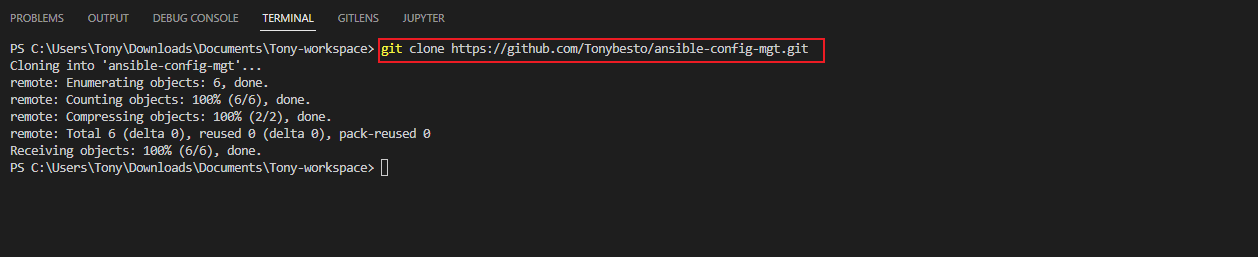 PROBLEMS OUTPUT DEBUG CONSOLE TERMINAL GITLENS JUPYTER
PS C:\Users\Tony\Downloads\Documents\Tony-workspace> git clone https://github.com/Tonybesto/ansible-config-mgt.git
Cloning into 'ansible-config-mgt'...
remote: Enumerating objects: 6, done.
remote: Counting objects: 100% (6/6), done.
remote: Compressing objects: 100% (2/2), done.
remote: Total 6 (delta 0), reused 0 (delta 0), pack-reused 0
Receiving objects: 100% (6/6), done.
PS C:\Users\Tony\Downloads\Documents\Tony-workspace>